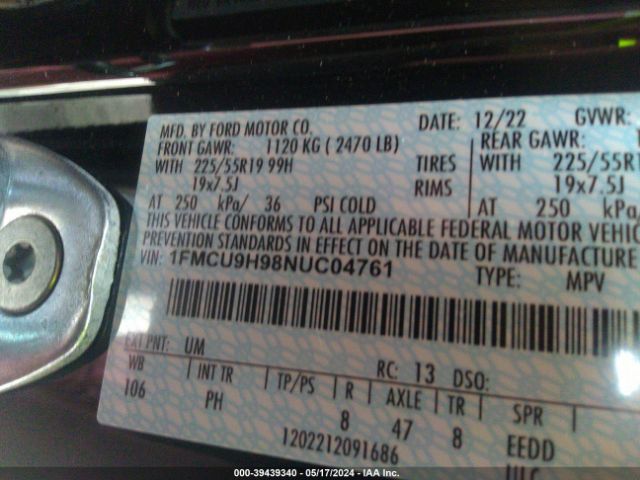 MFD. BY FORD MOTOR CO. DATE: 12/22 GVWR:
FRONT GAWR: 1120 KG ( 2470 LB) REAR GAWR:
WITH 225/55R19 99H TIRES WITH 225/55R1
19x7.5J RIMS 19x7.5J
AT 250 kPa/ 36 PSI COLD AT 250 kPa
THIS VEHICLE CONFORMS TO ALL APPLICABLE FEDERAL MOTOR VEHIC
PREVENTION STANDARDS IN EFFECT ON THE DATE OF MANUFACTURE
VIN: 1FMCU9H98NUC04761 TYPE: MPV
EXT PNT: UM RC: 13 DSO:
WB INT TR TP/PS R AXLE TR SPR
106 PH 8 47 8 EEDD
1202212091686
000-39439340 - 05/17/2024 - IAA Inc.